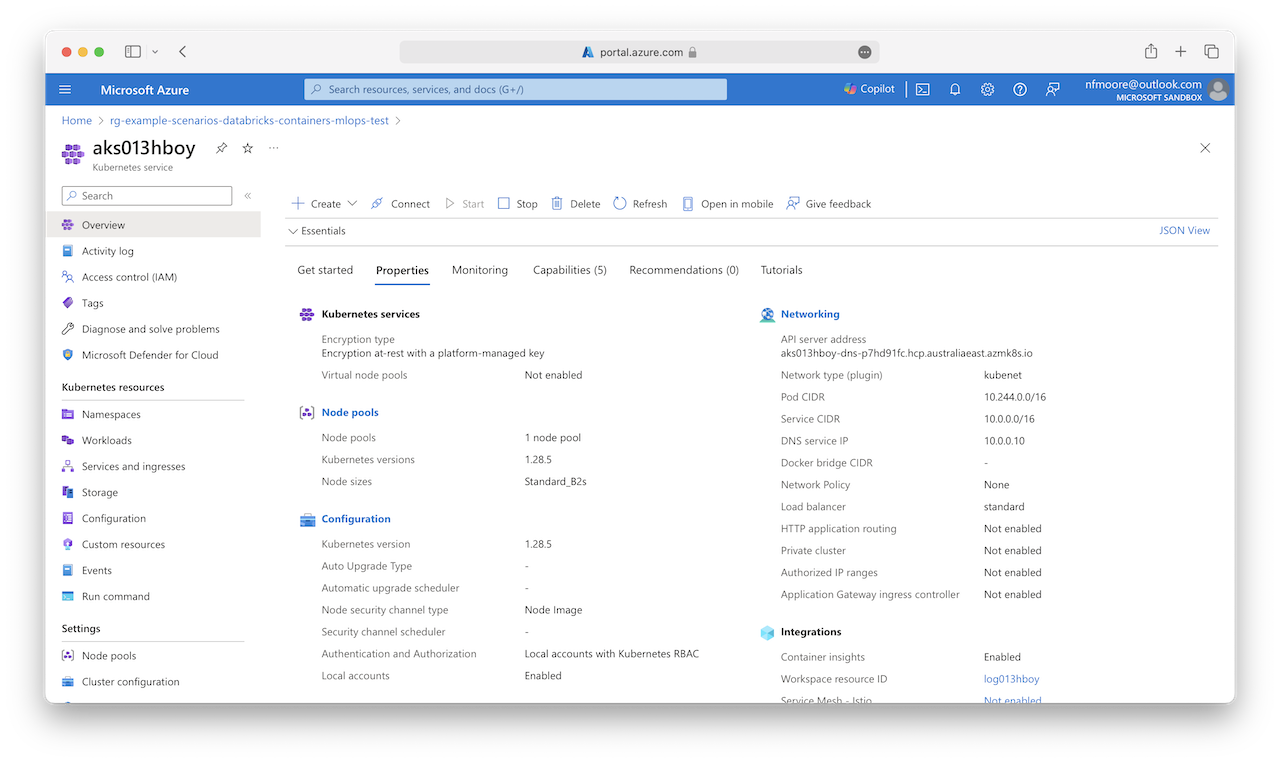 portal.azure.com
Microsoft Azure
Search resources, services, and docs (G+/)
Copilot
nfmoore@outlook.com
MICROSOFT SANDBOX
Home > rg-example-scenarios-databricks-containers-mlops-test >
aks013hboy
Kubernetes service
Search
Overview
Activity log
Access control (IAM)
Tags
Diagnose and solve problems
Microsoft Defender for Cloud
Kubernetes resources
Namespaces
Workloads
Services and ingresses
Storage
Configuration
Custom resources
Events
Run command
Settings
Node pools
Cluster configuration
Create Connect Start Stop Delete Refresh Open in mobile Give feedback
Essentials JSON View
Get started Properties Monitoring Capabilities (5) Recommendations (0) Tutorials
Kubernetes services
Encryption type
Encryption at-rest with a platform-managed key
Virtual node pools Not enabled
Node pools
Node pools 1 node pool
Kubernetes versions 1.28.5
Node sizes Standard_B2s
Configuration
Kubernetes version 1.28.5
Auto Upgrade Type -
Automatic upgrade scheduler -
Node security channel type Node Image
Security channel scheduler -
Authentication and Authorization Local accounts with Kubernetes RBAC
Local accounts Enabled
Networking
API server address
aks013hboy-dns-p7hd91fc.hcp.australiaeast.azmk8s.io
Network type (plugin) kubenet
Pod CIDR 10.244.0.0/16
Service CIDR 10.0.0.0/16
DNS service IP 10.0.0.10
Docker bridge CIDR -
Network Policy None
Load balancer standard
HTTP application routing Not enabled
Private cluster Not enabled
Authorized IP ranges Not enabled
Application Gateway ingress controller Not enabled
Integrations
Container insights Enabled
Workspace resource ID log013hboy
Service Mesh - Istio Not enabled